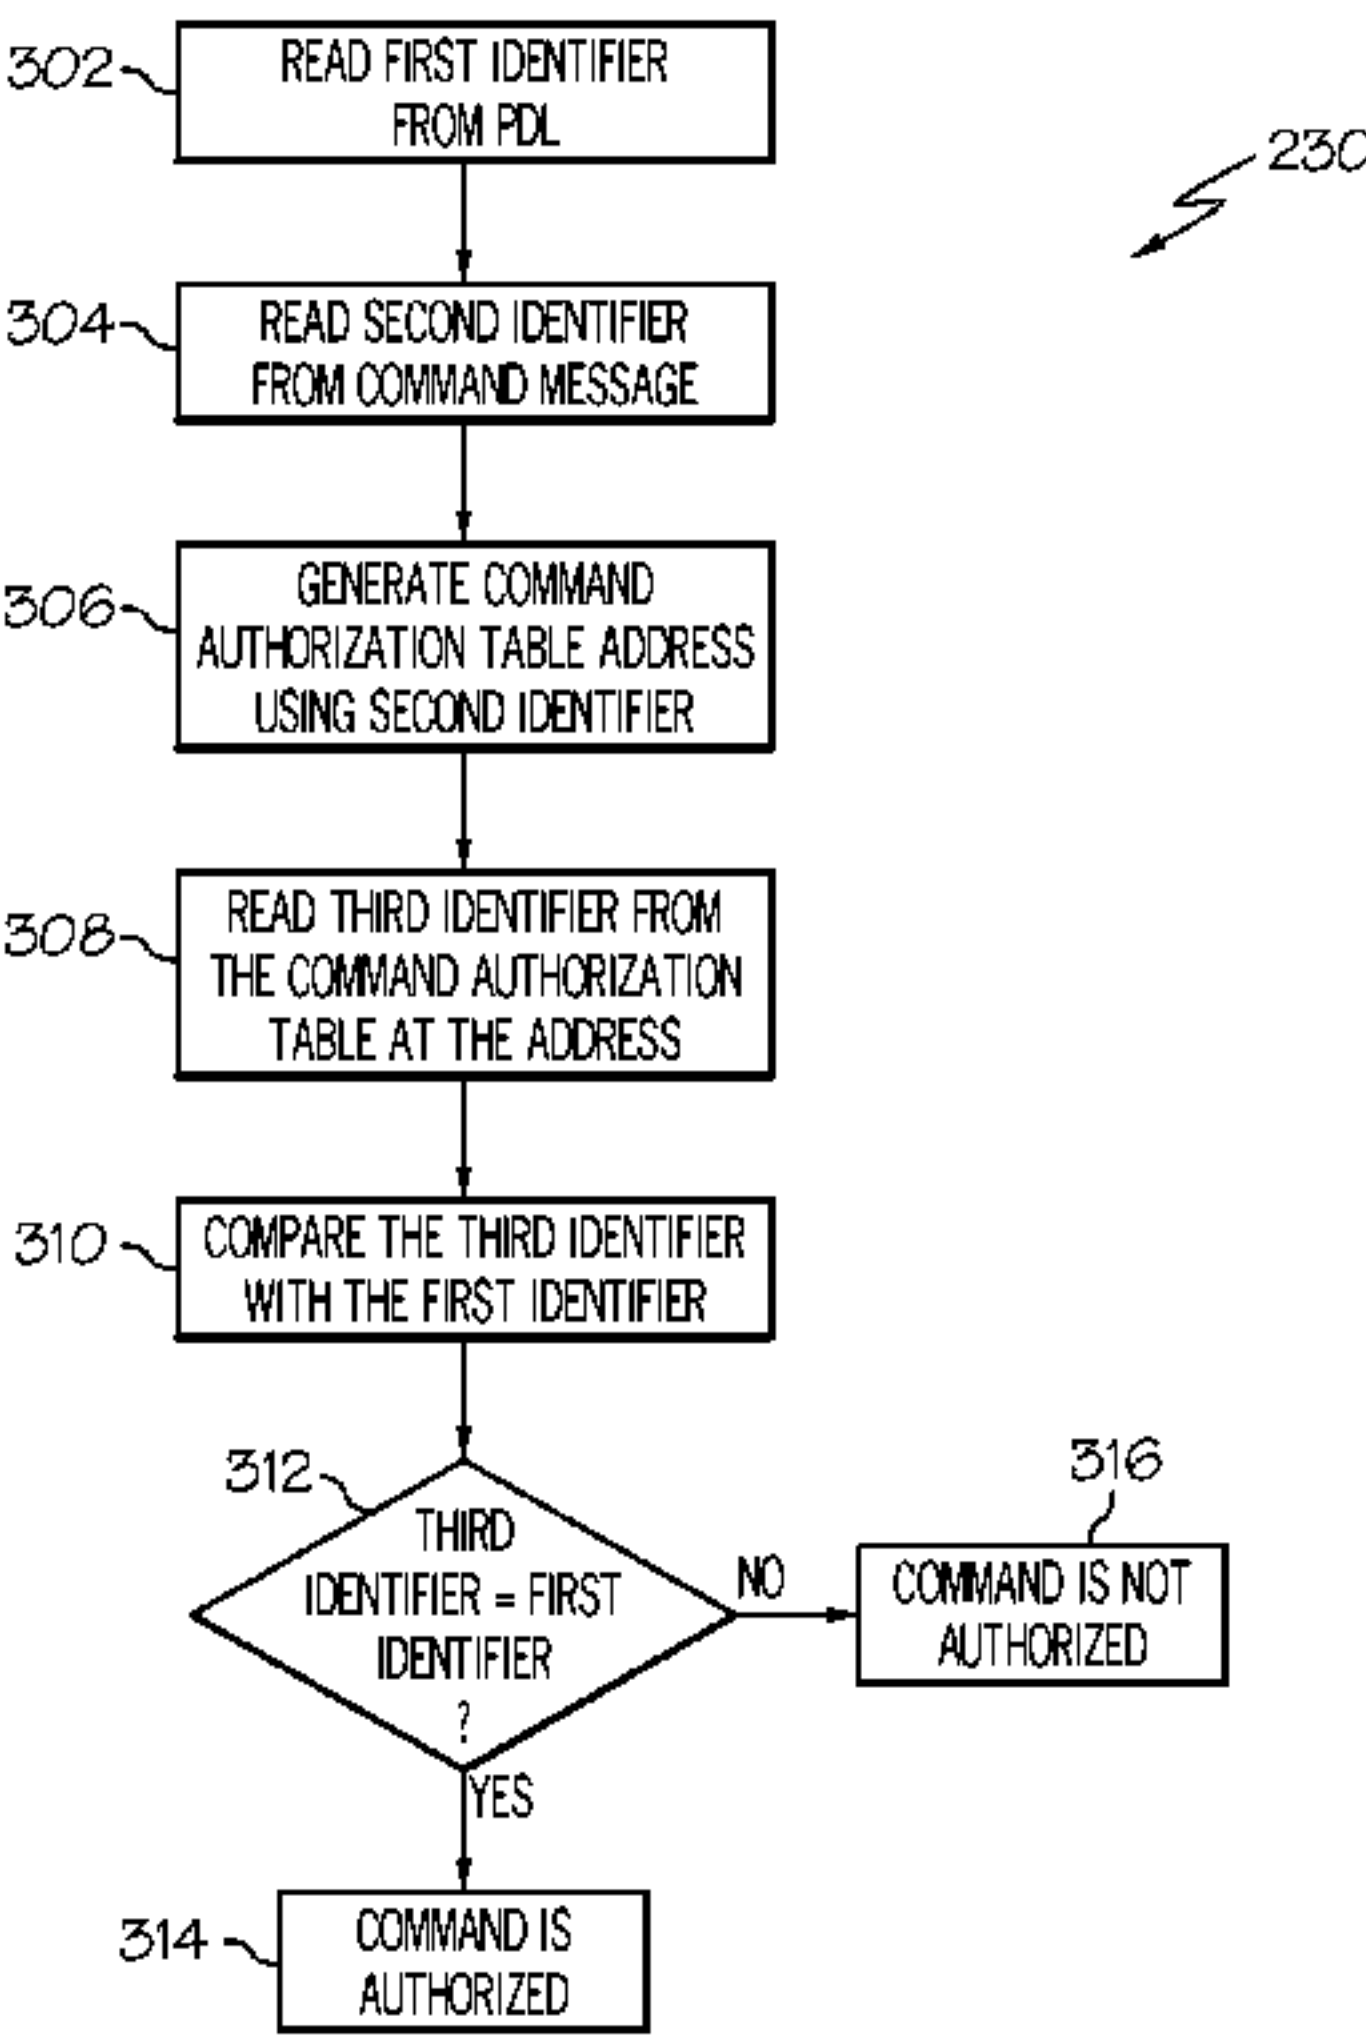 302
READ FIRST IDENTIFIER
FROM PDL
230
304
READ SECOND IDENTIFIER
FROM COMMAND MESSAGE
306
GENERATE COMMAND
AUTHORIZATION TABLE ADDRESS
USING SECOND IDENTIFIER
308
READ THIRD IDENTIFIER FROM
THE COMMAND AUTHORIZATION
TABLE AT THE ADDRESS
310
COMPARE THE THIRD IDENTIFIER
WITH THE FIRST IDENTIFIER
312
THIRD
IDENTIFIER = FIRST
IDENTIFIER
?
NO
316
COMMAND IS NOT
AUTHORIZED
YES
314
COMMAND IS
AUTHORIZED